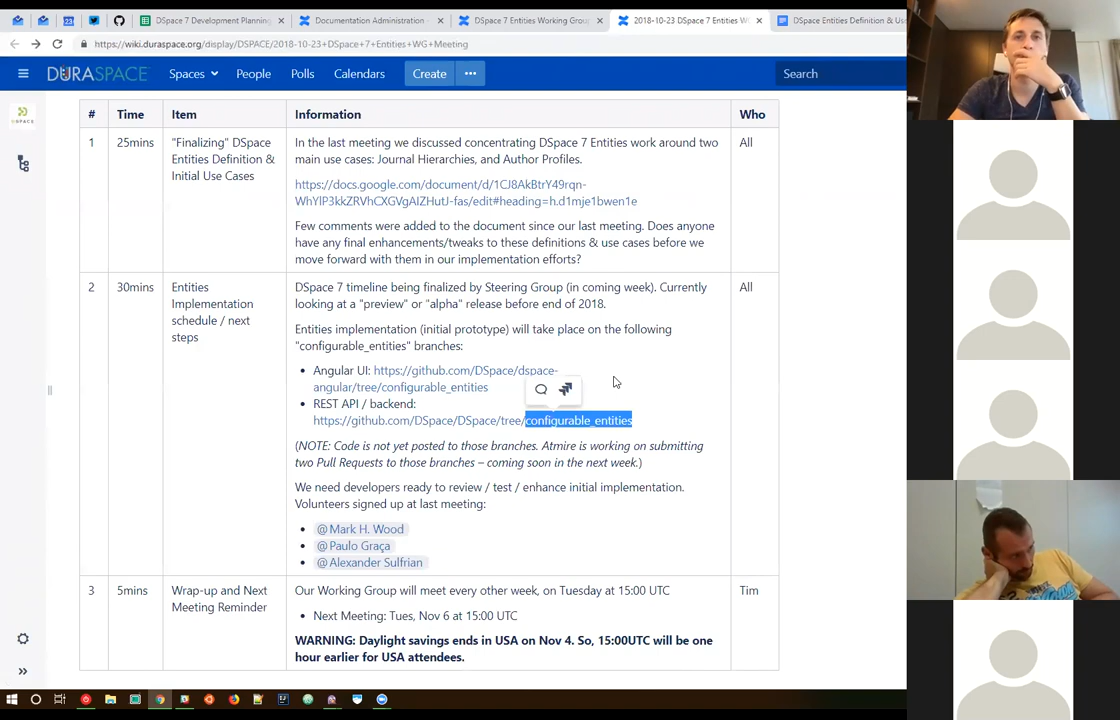 DSpace 7 Development Planning
Documentation Administration -
DSpace 7 Entities Working Grou
2018-10-23 DSpace 7 Entities W
DSpace Entities Definition & Us
https://wiki.duraspace.org/display/DSPACE/2018-10-23+DSpace+7+Entities+WG+Meeting
DURASPACE Spaces People Polls Calendars Create ... Search
DSPACE
# Time Item Information Who
1 25mins "Finalizing" DSpace Entities Definition & Initial Use Cases
In the last meeting we discussed concentrating DSpace 7 Entities work around two
main use cases: Journal Hierarchies, and Author Profiles.
All
https://docs.google.com/document/d/1CJ8AkBtrY49rqn-
WhYlP3kkZRVhCXGVgAIZHutJ-fas/edit#heading=h.d1mje1bwen1e
Few comments were added to the document since our last meeting. Does anyone
have any final enhancements/tweaks to these definitions & use cases before we
move forward with them in our implementation efforts?
2 30mins Entities Implementation schedule / next steps
DSpace 7 timeline being finalized by Steering Group (in coming week). Currently
looking at a "preview" or "alpha" release before end of 2018.
All
Entities implementation (initial prototype) will take place on the following
"configurable_entities" branches:
• Angular UI: https://github.com/DSpace/dspace-
angular/tree/configurable_entities
• REST API / backend:
https://github.com/DSpace/DSpace/tree/configurable_entities
(NOTE: Code is not yet posted to those branches. Atmire is working on submitting
two Pull Requests to those branches – coming soon in the next week.)
We need developers ready to review / test / enhance initial implementation.
Volunteers signed up at last meeting:
• @Mark H. Wood
• @Paulo Graça
• @Alexander Sulfrian
3 5mins Wrap-up and Next Meeting Reminder
Our Working Group will meet every other week, on Tuesday at 15:00 UTC
Tim
• Next Meeting: Tues, Nov 6 at 15:00 UTC
WARNING: Daylight savings ends in USA on Nov 4. So, 15:00UTC will be one
hour earlier for USA attendees.